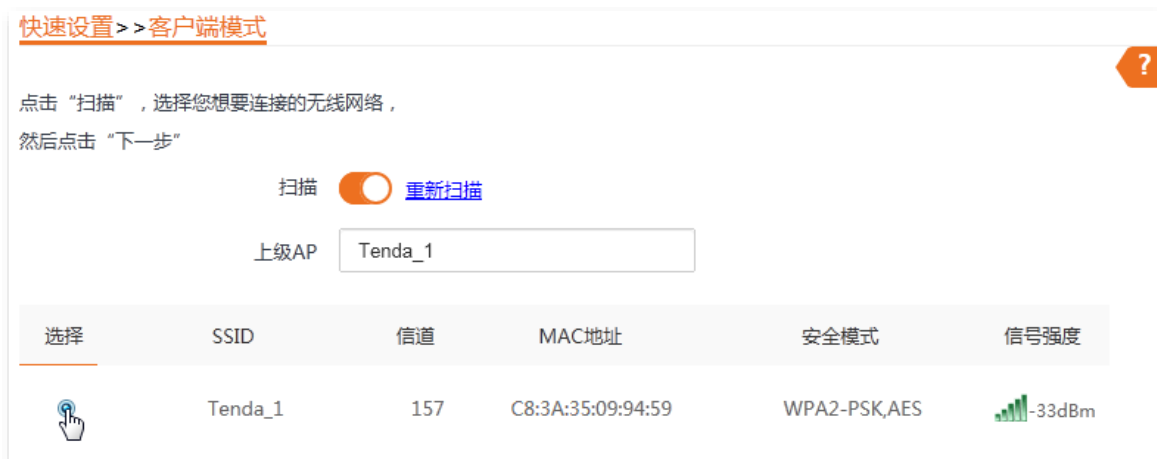 快速设置>>客户端模式
?
点击“扫描”，选择您想要连接的无线网络，
然后点击“下一步”
扫描 重新扫描
上级AP Tenda_1
选择 SSID 信道 MAC地址 安全模式 信号强度
Tenda_1 157 C8:3A:35:09:94:59 WPA2-PSK,AES -33dBm